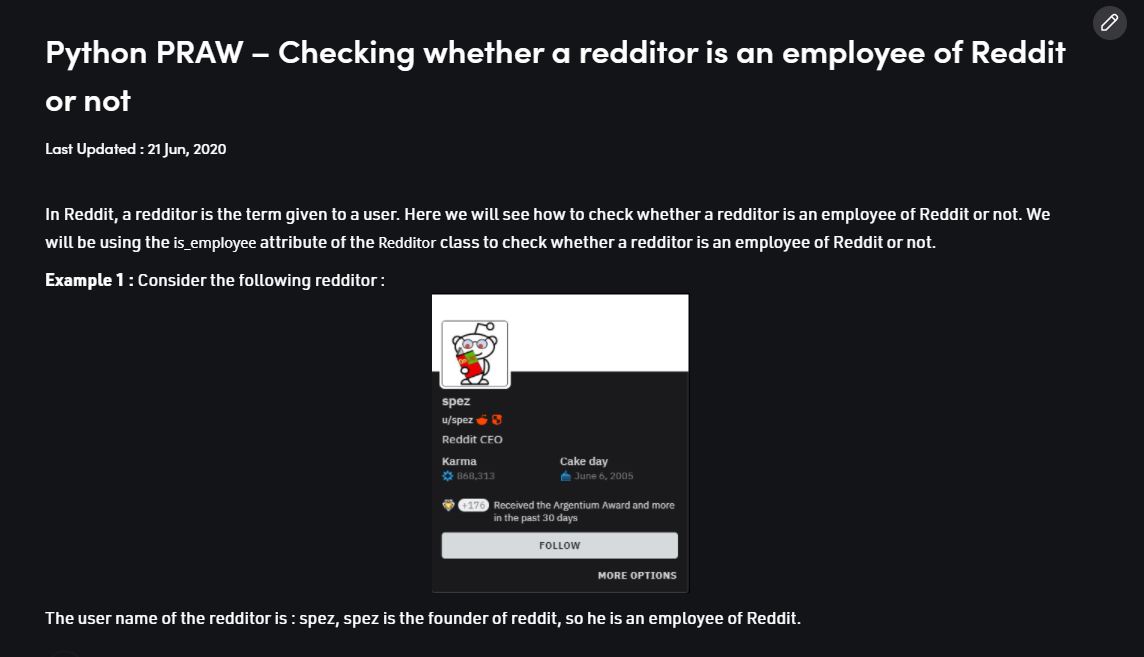 Python PRAW – Checking whether a redditor is an employee of Reddit
or not
Last Updated : 21 Jun, 2020
In Reddit, a redditor is the term given to a user. Here we will see how to check whether a redditor is an employee of Reddit or not. We
will be using the is_employee attribute of the Redditor class to check whether a redditor is an employee of Reddit or not.
Example 1 : Consider the following redditor :
spez
u/spez
Reddit CEO
Karma Cake day
868,313 June 6, 2005
+176 Received the Argentium Award and more
in the past 30 days
FOLLOW
MORE OPTIONS
The user name of the redditor is : spez, spez is the founder of reddit, so he is an employee of Reddit.